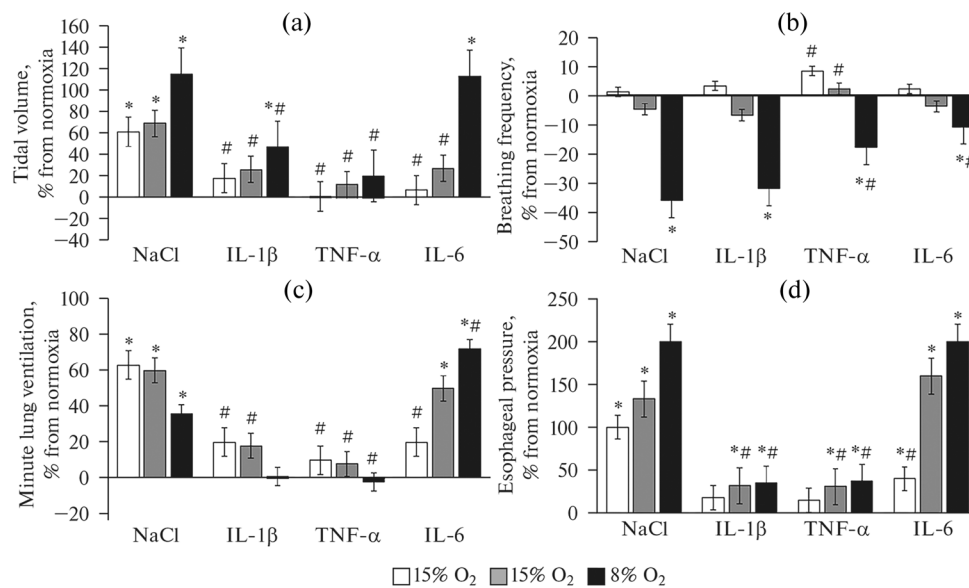 (a)
Tidal volume,
% from normoxia
160
140
120
100
80
60
40
20
0
−20
−40
* * *
# # *#
# # #
# # *
NaCl IL-1β TNF-α IL-6
(b)
Breathing frequency,
% from normoxia
20
10
0
−10
−20
−30
−40
−50
# #
* * *# *#
NaCl IL-1β TNF-α IL-6
(c)
Minute lung ventilation,
% from normoxia
100
80
60
40
20
0
−20
* * *
# #
# # #
# * *#
NaCl IL-1β TNF-α IL-6
(d)
Esophageal pressure,
% from normoxia
250
200
150
100
50
0
* * *
*# *#
*# *#
*# * *
NaCl IL-1β TNF-α IL-6
15% O₂ 15% O₂ 8% O₂